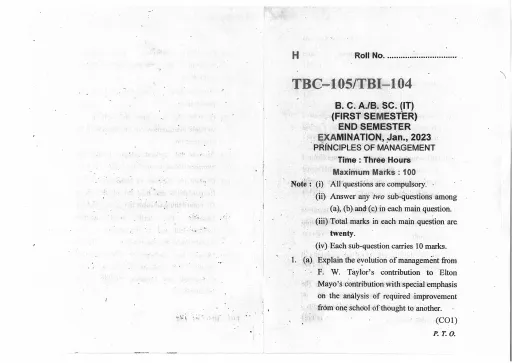 H Roll No. ..............................
TBC–105/TBI–104
B. C. A./B. SC. (IT)
(FIRST SEMESTER)
END SEMESTER
EXAMINATION, Jan., 2023
PRINCIPLES OF MANAGEMENT
Time : Three Hours
Maximum Marks : 100
Note : (i) All questions are compulsory.
(ii) Answer any two sub-questions among
(a), (b) and (c) in each main question.
(iii) Total marks in each main question are
twenty.
(iv) Each sub-question carries 10 marks.
1. (a) Explain the evolution of management from
F. W. Taylor's contribution to Elton
Mayo's contribution with special emphasis
on the analysis of required improvement
from one school of thought to another.
(CO1)
P. T. O.